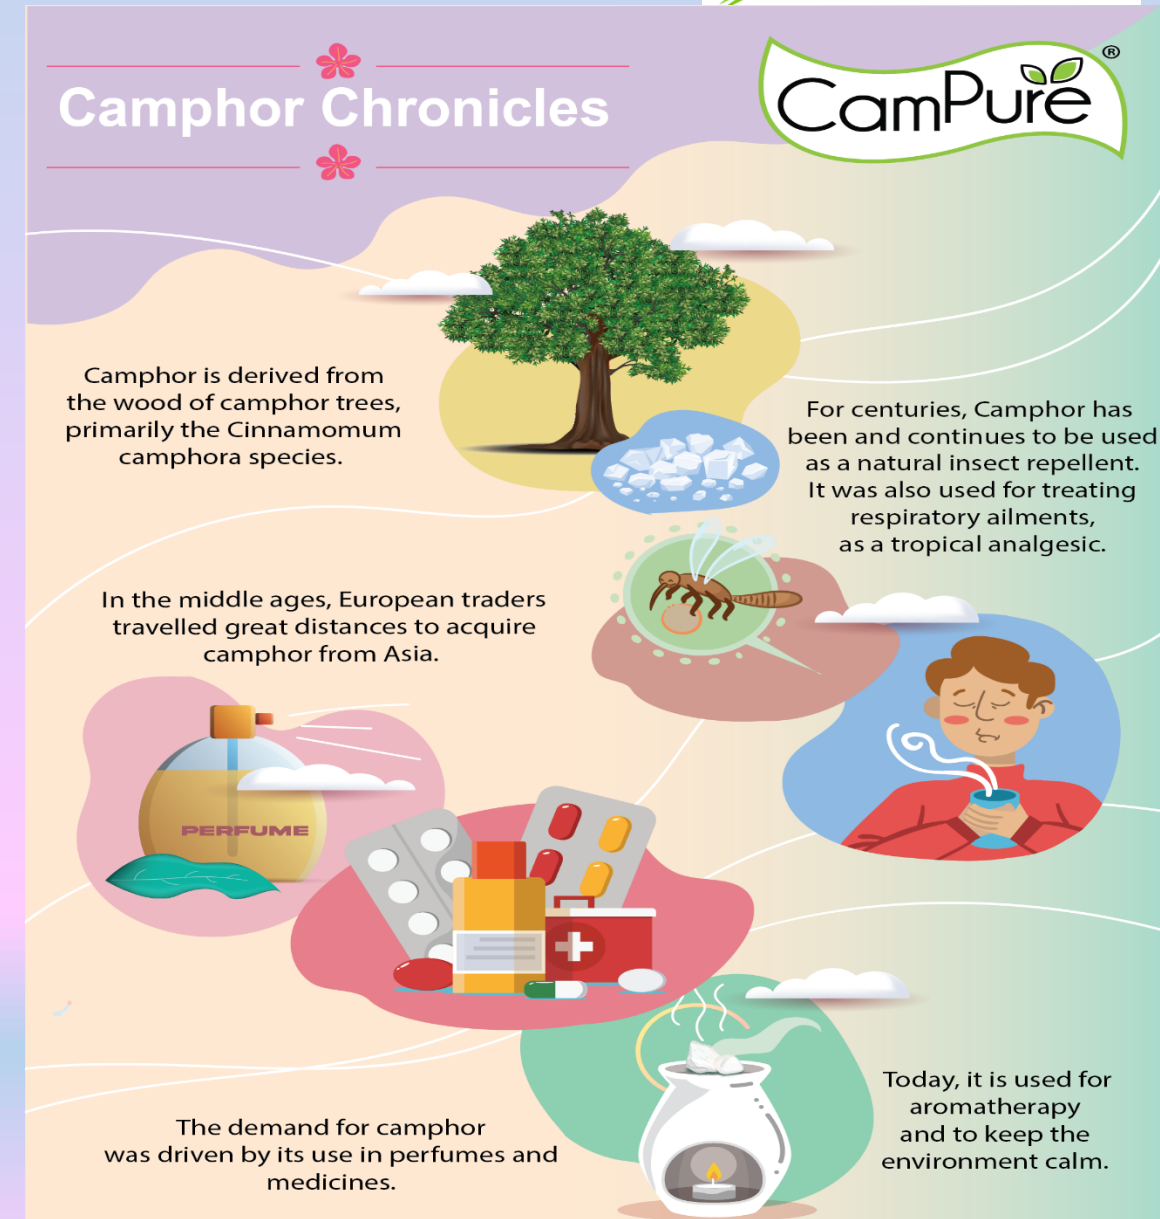 Camphor Chronicles
CamPure®
Camphor is derived from
the wood of camphor trees,
primarily the Cinnamomum
camphora species.
For centuries, Camphor has
been and continues to be used
as a natural insect repellent.
It was also used for treating
respiratory ailments,
as a tropical analgesic.
In the middle ages, European traders
travelled great distances to acquire
camphor from Asia.
PERFUME
The demand for camphor
was driven by its use in perfumes and
medicines.
Today, it is used for
aromatherapy
and to keep the
environment calm.